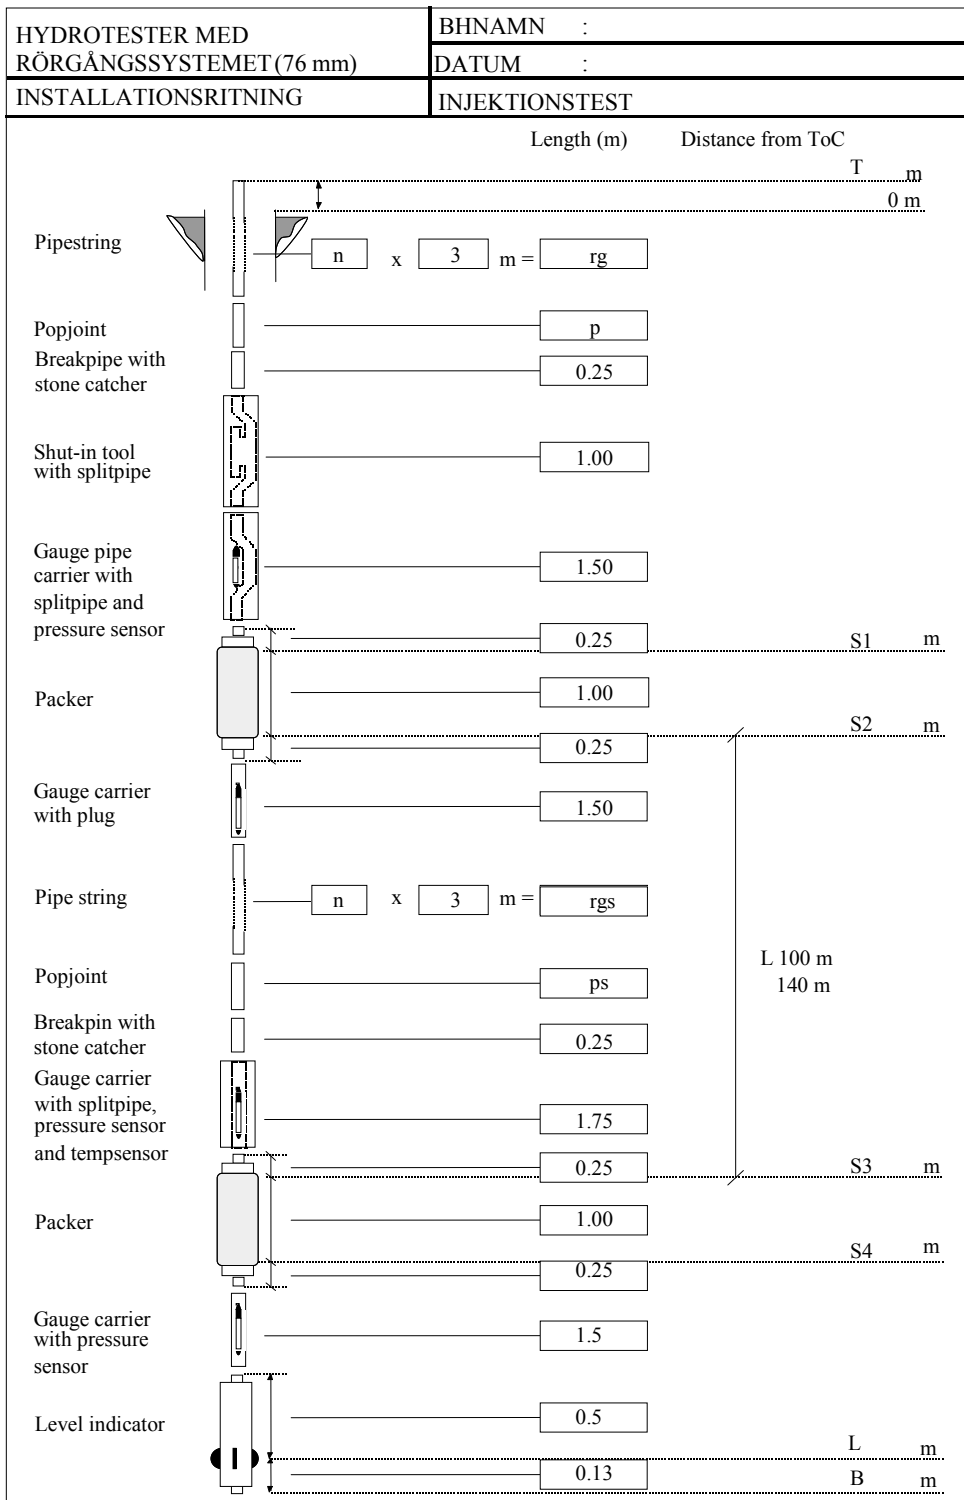 HYDROTESTER MED
RÖRGÅNGSSYSTEMET (76 mm)
BHNAMN :
DATUM :
INSTALLATIONSRITNING
INJEKTIONSTEST
Length (m) Distance from ToC
T m
0 m
Pipestring n x 3 m = rg
Popjoint p
Breakpipe with
stone catcher
0.25
Shut-in tool
with splitpipe
1.00
Gauge pipe
carrier with
splitpipe and
pressure sensor
1.50
0.25 S1 m
Packer 1.00
S2 m
0.25
Gauge carrier
with plug
1.50
Pipe string n x 3 m = rgs
L 100 m
140 m
Popjoint ps
Breakpin with
stone catcher
0.25
Gauge carrier
with splitpipe,
pressure sensor
and tempsensor
1.75
0.25 S3 m
Packer 1.00
S4 m
0.25
Gauge carrier
with pressure
sensor
1.5
Level indicator 0.5
L m
0.13
B m